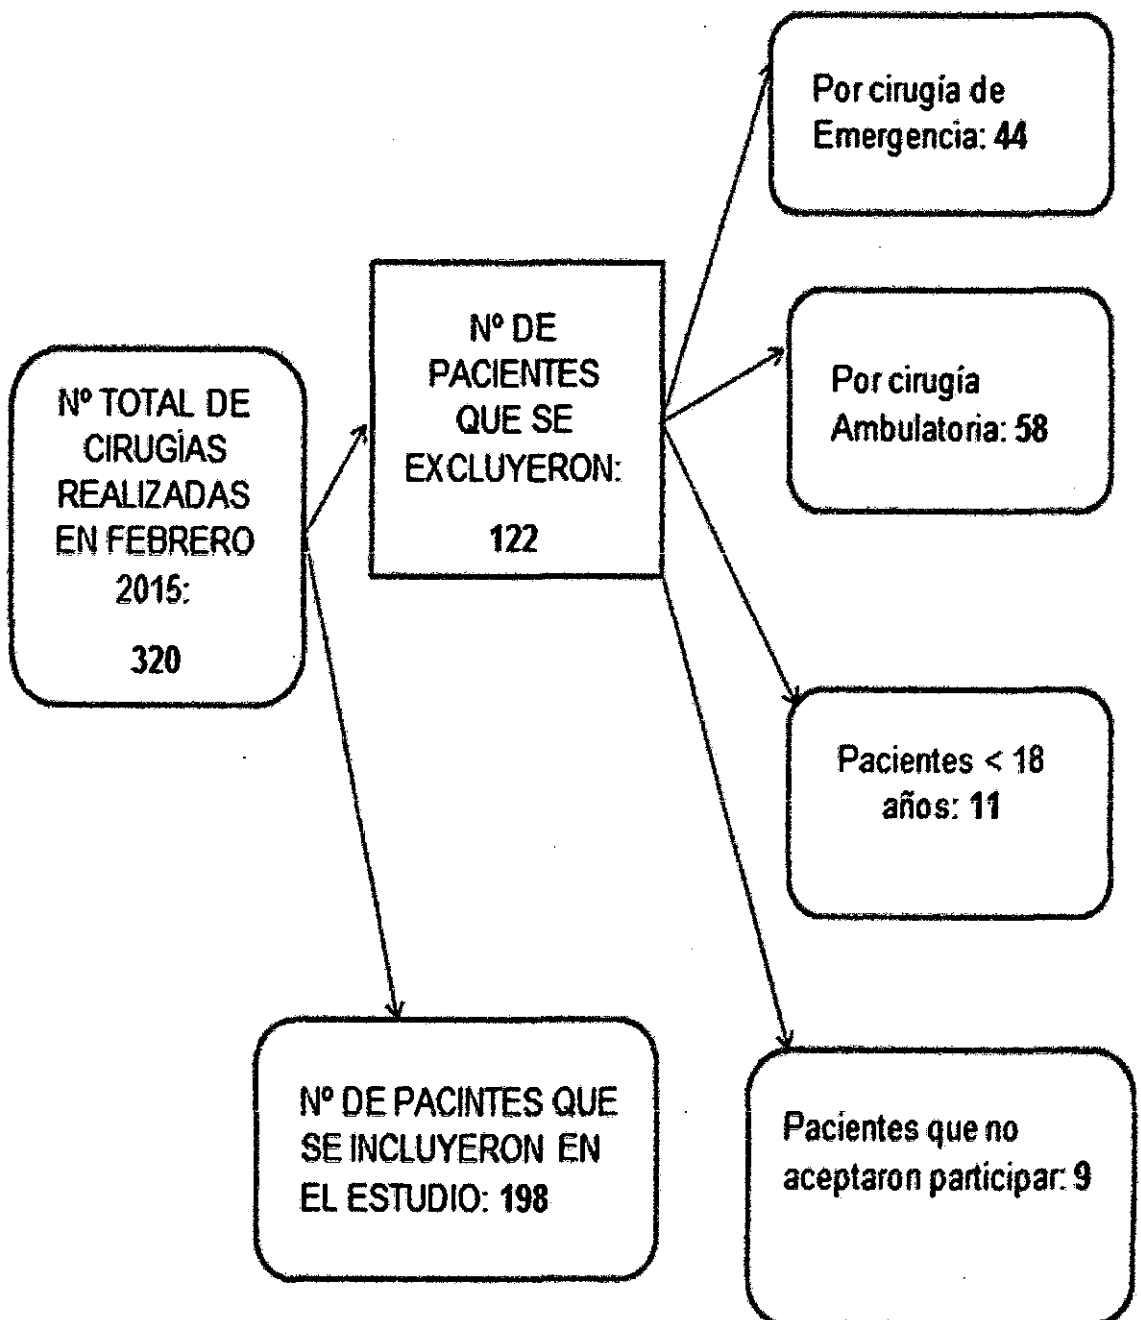 Por cirugía de
Emergencia: 44
Nº DE
PACIENTES
QUE SE
EXCLUYERON:
122
Por cirugía
Ambulatoria: 58
Nº TOTAL DE
CIRUGÍAS
REALIZADAS
EN FEBRERO
2015:
320
Pacientes < 18
años: 11
Nº DE PACINTES QUE
SE INCLUYERON EN
EL ESTUDIO: 198
Pacientes que no
aceptaron participar: 9